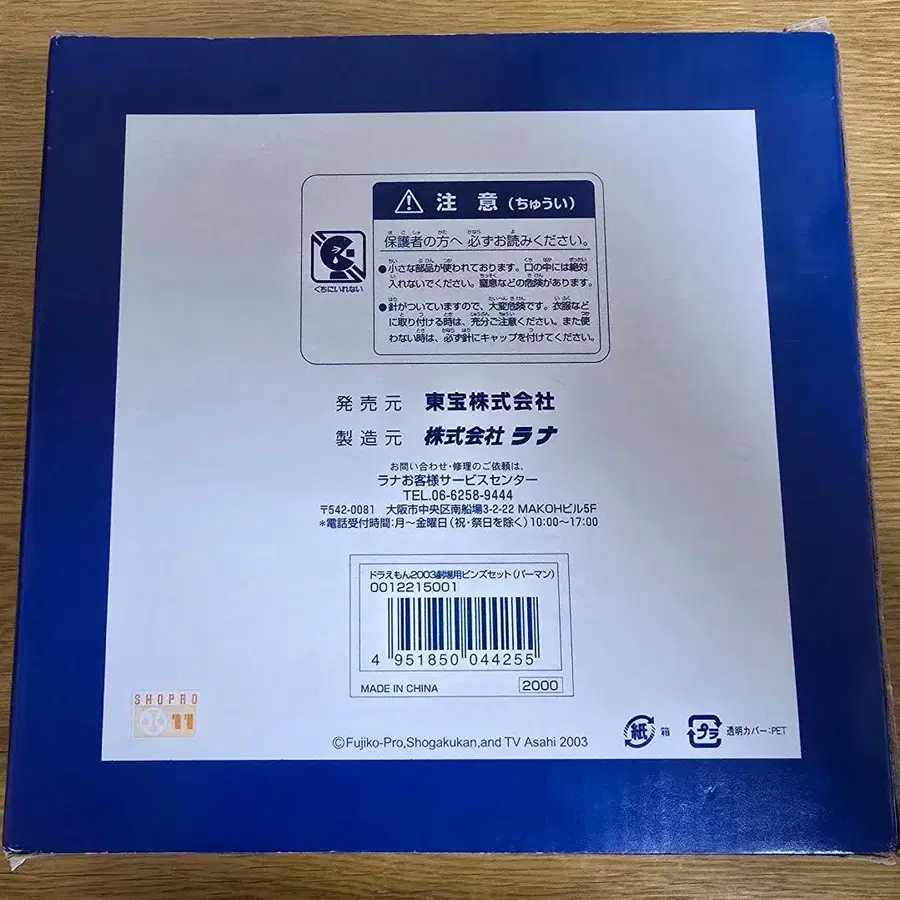 注 意 (ちゅうい)
保護者の方へ 必ずお読みください。
くちにいれない
●小さな部品が使われております。口の中には絶対
入れないでください。窒息などの危険があります。
●針がついていますので、大変危険です。衣服など
に取り付ける時は、充分ご注意ください。また使
わない時は、必ず針にキャップを付けてください。
発売元 東宝株式会社
製造元 株式会社 ラナ
お問い合わせ・修理のご依頼は、
ラナお客様サービスセンター
TEL.06-6258-9444
〒542-0081 大阪市中央区南船場3-2-22 MAKOHビル5F
*電話受付時間:月〜金曜日(祝・祭日を除く)10:00〜17:00
ドラえもん2003劇場用ピンズセット(パーマン)
0012215001
4 951850 044255
MADE IN CHINA 2000
SHOPRO
11
紙 箱 プラ 透明カバー:PET
©Fujiko-Pro,Shogakukan,and TV Asahi 2003